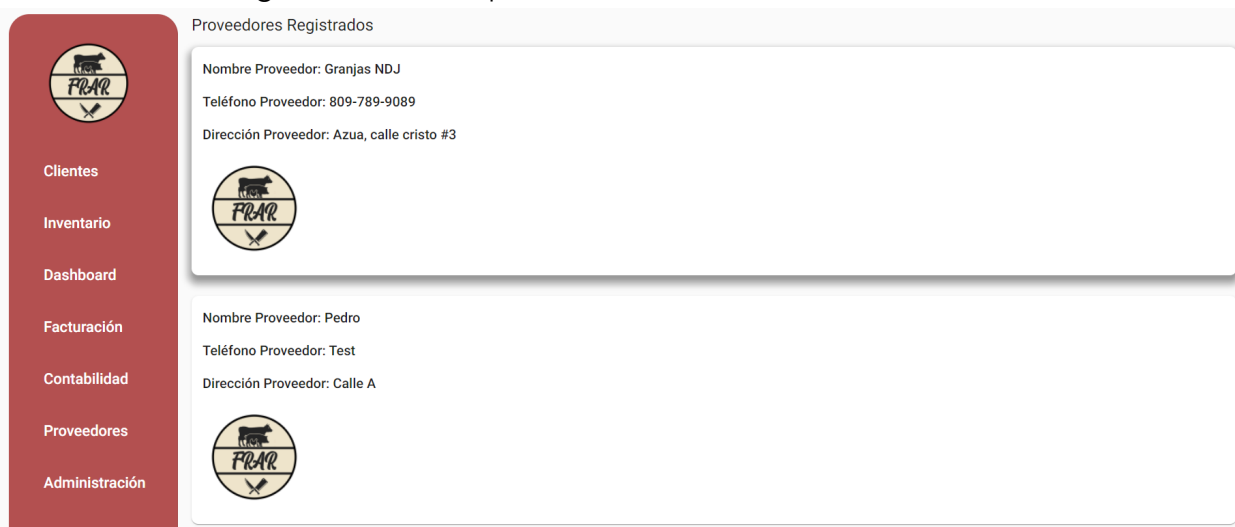 Proveedores Registrados
FRAR
Clientes
Inventario
Dashboard
Facturación
Contabilidad
Proveedores
Administración
Nombre Proveedor: Granjas NDJ
Teléfono Proveedor: 809-789-9089
Dirección Proveedor: Azua, calle cristo #3
FRAR
Nombre Proveedor: Pedro
Teléfono Proveedor: Test
Dirección Proveedor: Calle A
FRAR